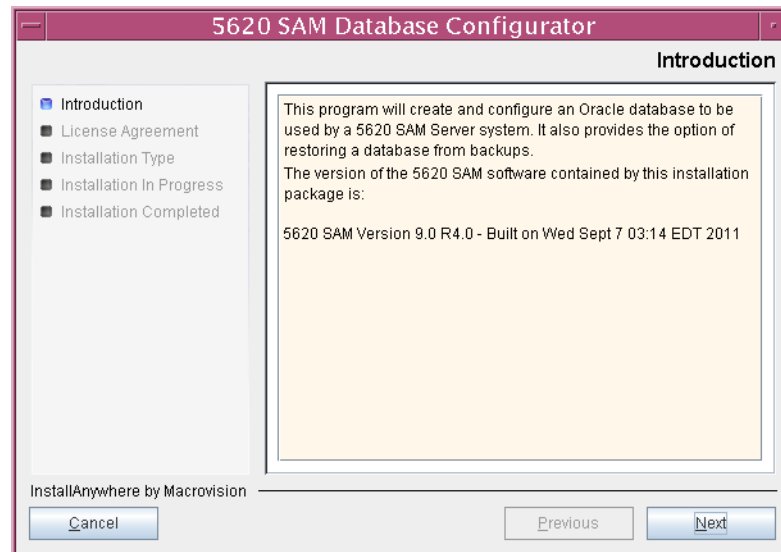 5620 SAM Database Configurator
Introduction
Introduction
License Agreement
Installation Type
Installation In Progress
Installation Completed
This program will create and configure an Oracle database to be
used by a 5620 SAM Server system. It also provides the option of
restoring a database from backups.
The version of the 5620 SAM software contained by this installation
package is:
5620 SAM Version 9.0 R4.0 - Built on Wed Sept 7 03:14 EDT 2011
InstallAnywhere by Macrovision
Cancel
Previous
Next